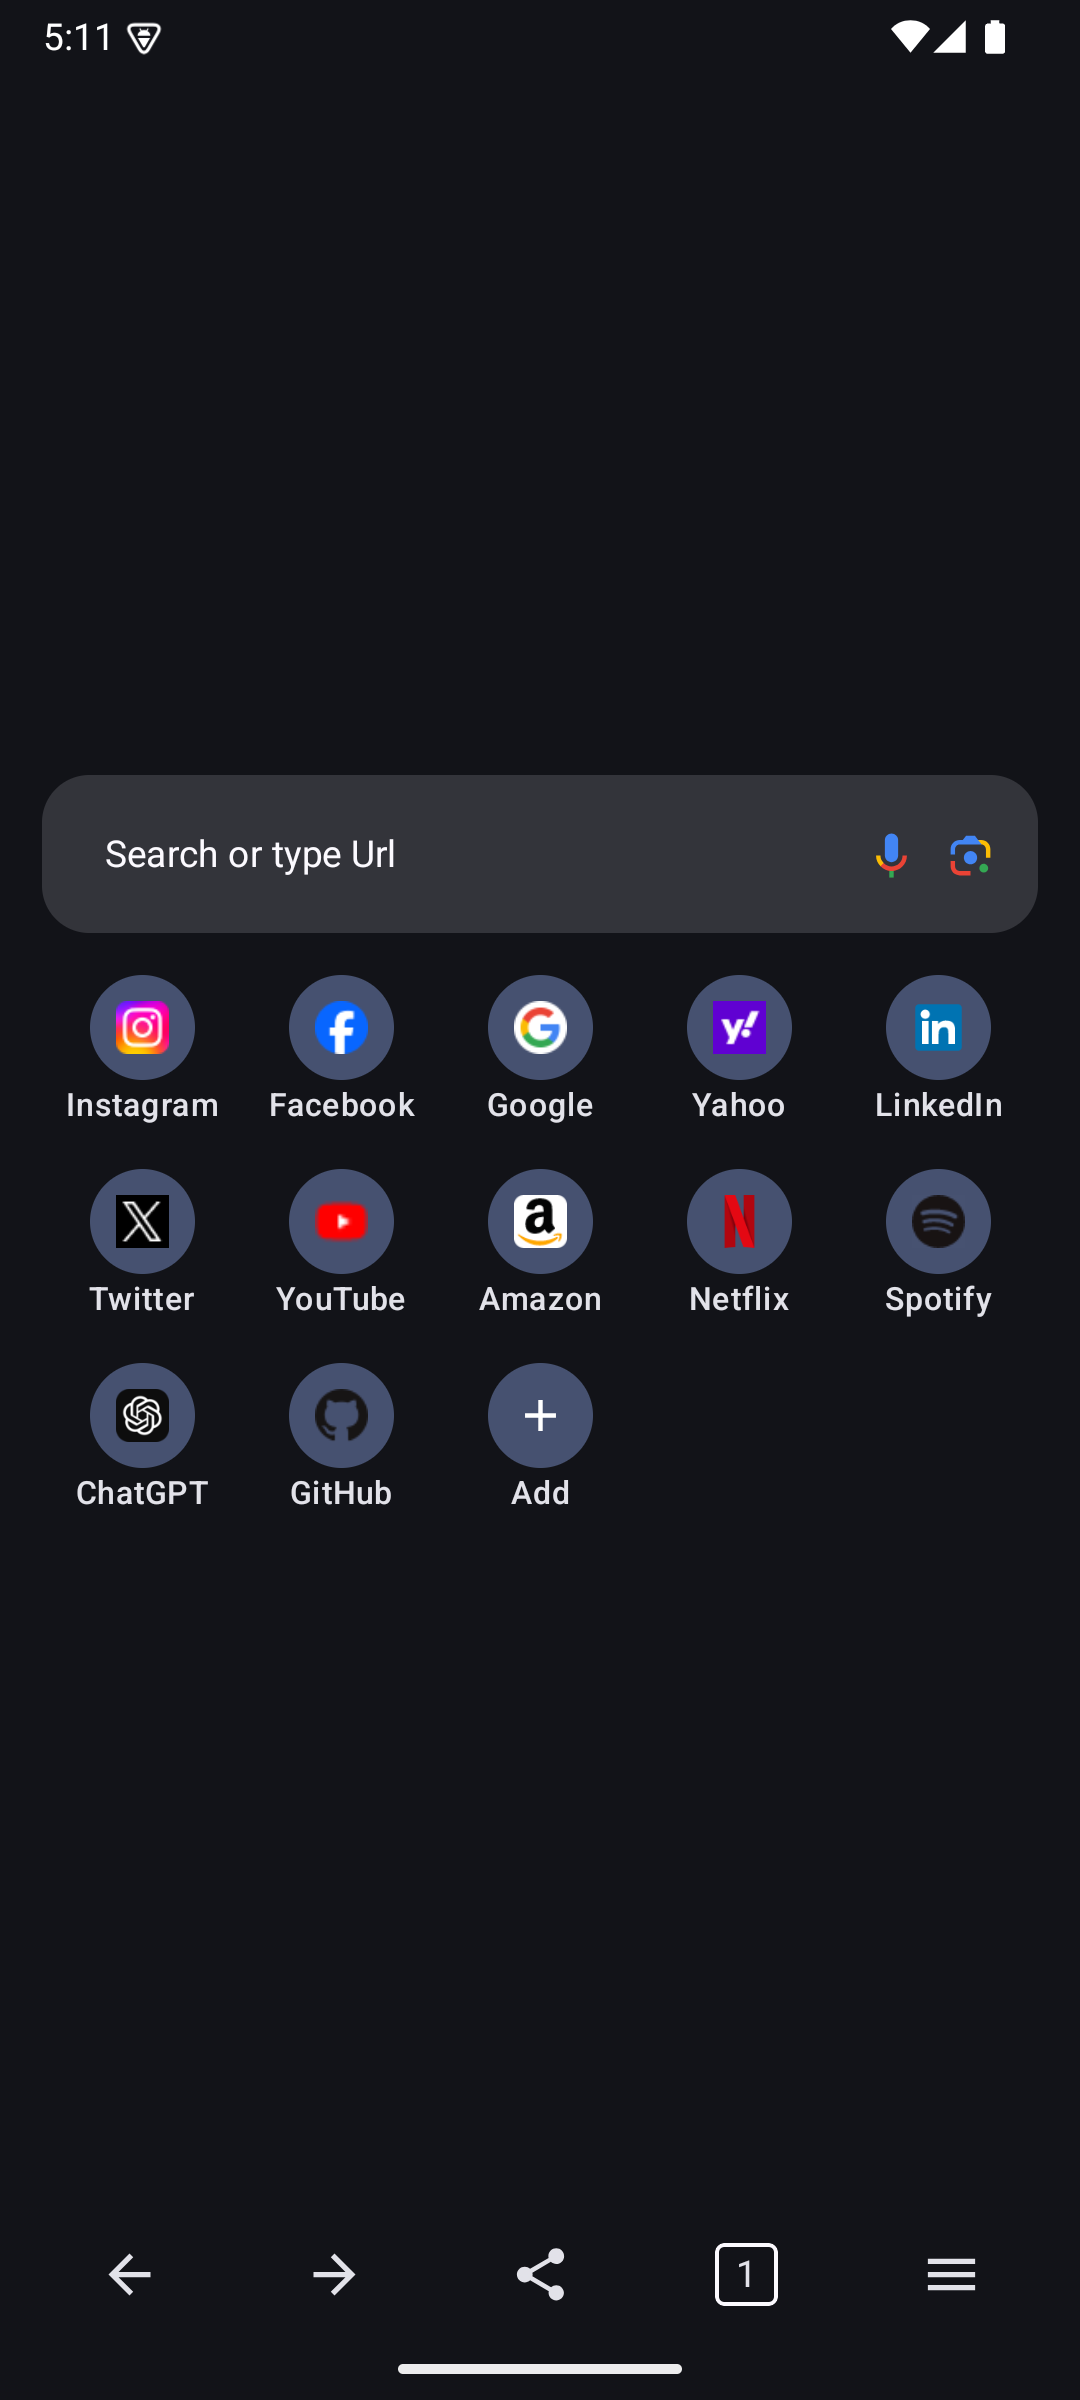 5:11
Search or type Url
Instagram Facebook Google Yahoo LinkedIn
Twitter YouTube Amazon Netflix Spotify
ChatGPT GitHub Add
1